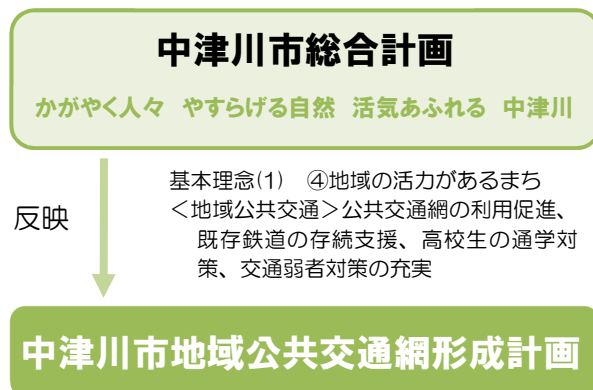 中津川市総合計画
かがやく人々 やすらげる自然 活気あふれる 中津川
反映
基本理念(1) ④地域の活力があるまち
＜地域公共交通＞公共交通網の利用促進、
既存鉄道の存続支援、高校生の通学対
策、交通弱者対策の充実
中津川市地域公共交通網形成計画